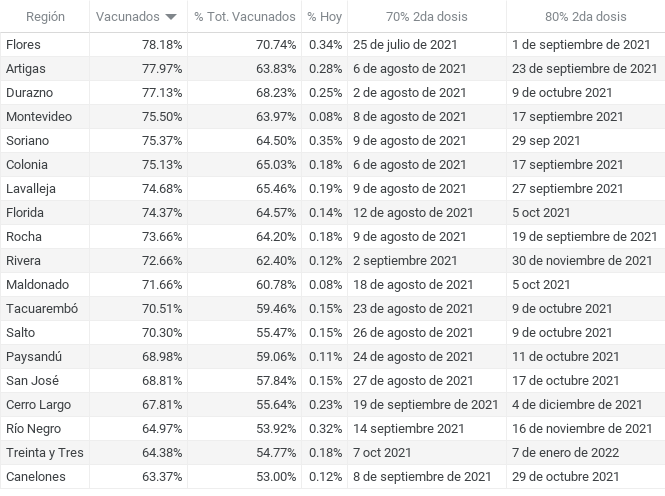 Región Vacunados % Tot. Vacunados % Hoy 70% 2da dosis 80% 2da dosis
Flores 78.18% 70.74% 0.34% 25 de julio de 2021 1 de septiembre de 2021
Artigas 77.97% 63.83% 0.28% 6 de agosto de 2021 23 de septiembre de 2021
Durazno 77.13% 68.23% 0.25% 2 de agosto de 2021 9 de octubre 2021
Montevideo 75.50% 63.97% 0.08% 8 de agosto de 2021 17 septiembre 2021
Soriano 75.37% 64.50% 0.35% 9 de agosto de 2021 29 sep 2021
Colonia 75.13% 65.03% 0.18% 6 de agosto de 2021 17 septiembre 2021
Lavalleja 74.68% 65.46% 0.19% 9 de agosto de 2021 27 septiembre 2021
Florida 74.37% 64.57% 0.14% 12 de agosto de 2021 5 oct 2021
Rocha 73.66% 64.20% 0.18% 9 de agosto de 2021 19 de septiembre de 2021
Rivera 72.66% 62.40% 0.12% 2 septiembre 2021 30 de noviembre de 2021
Maldonado 71.66% 60.78% 0.08% 18 de agosto de 2021 5 oct 2021
Tacuarembó 70.51% 59.46% 0.15% 23 de agosto de 2021 9 de octubre 2021
Salto 70.30% 55.47% 0.15% 26 de agosto de 2021 9 de octubre 2021
Paysandú 68.98% 59.06% 0.11% 24 de agosto de 2021 11 de octubre 2021
San José 68.81% 57.84% 0.15% 27 de agosto de 2021 17 de octubre 2021
Cerro Largo 67.81% 55.64% 0.23% 19 de septiembre de 2021 4 de diciembre de 2021
Río Negro 64.97% 53.92% 0.32% 14 septiembre 2021 16 de noviembre de 2021
Treinta y Tres 64.38% 54.77% 0.18% 7 oct 2021 7 de enero de 2022
Canelones 63.37% 53.00% 0.12% 8 de septiembre de 2021 29 de octubre 2021